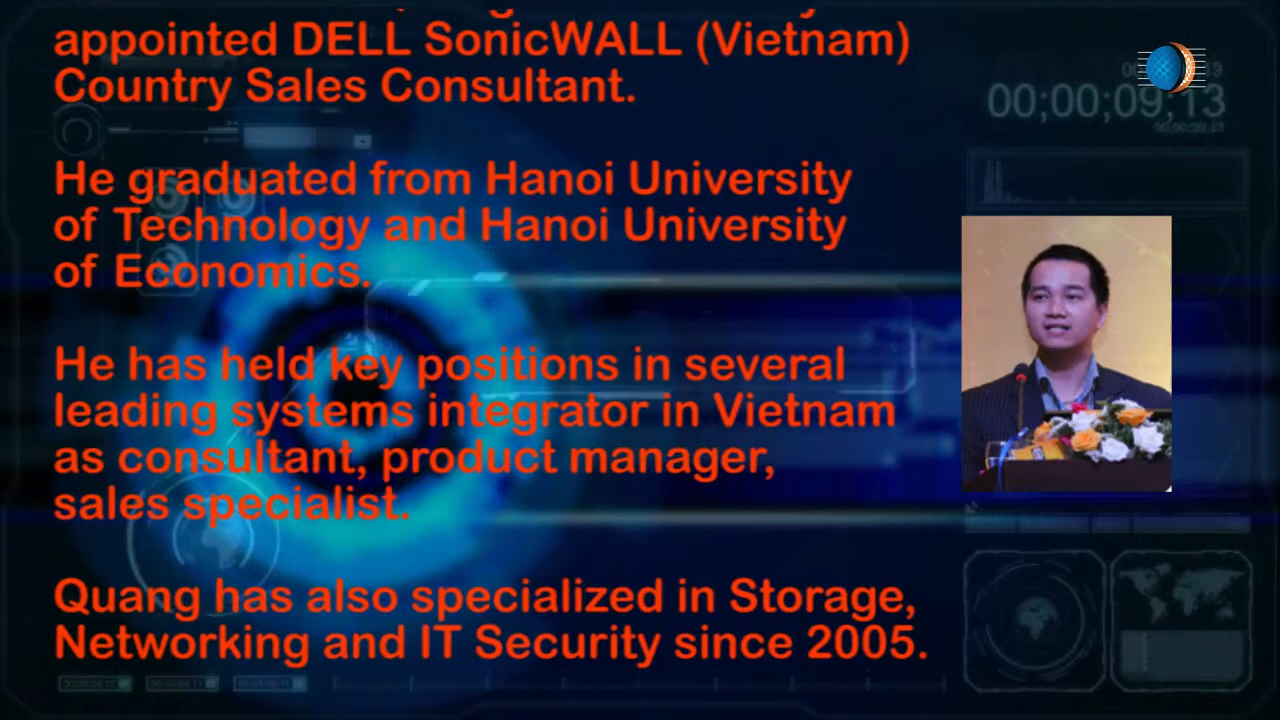 appointed DELL SonicWALL (Vietnam)
Country Sales Consultant.
He graduated from Hanoi University
of Technology and Hanoi University
of Economics.
He has held key positions in several
leading systems integrator in Vietnam
as consultant, product manager,
sales specialist.
Quang has also specialized in Storage,
Networking and IT Security since 2005.
00;00;09;13